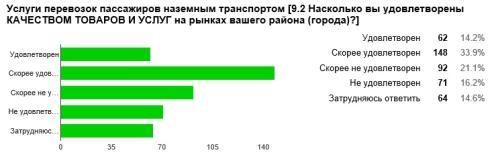 Услуги перевозок пассажиров наземным транспортом [9.2 Насколько вы удовлетворены
КАЧЕСТВОМ ТОВАРОВ И УСЛУГ на рынках вашего района (города)?]
Удовлетворен
Скорее удов...
Скорее не у...
Не удовлетв...
Затрудняюс...
0 35 70 105 140
Удовлетворен 62 14.2%
Скорее удовлетворен 148 33.9%
Скорее не удовлетворен 92 21.1%
Не удовлетворен 71 16.2%
Затрудняюсь ответить 64 14.6%